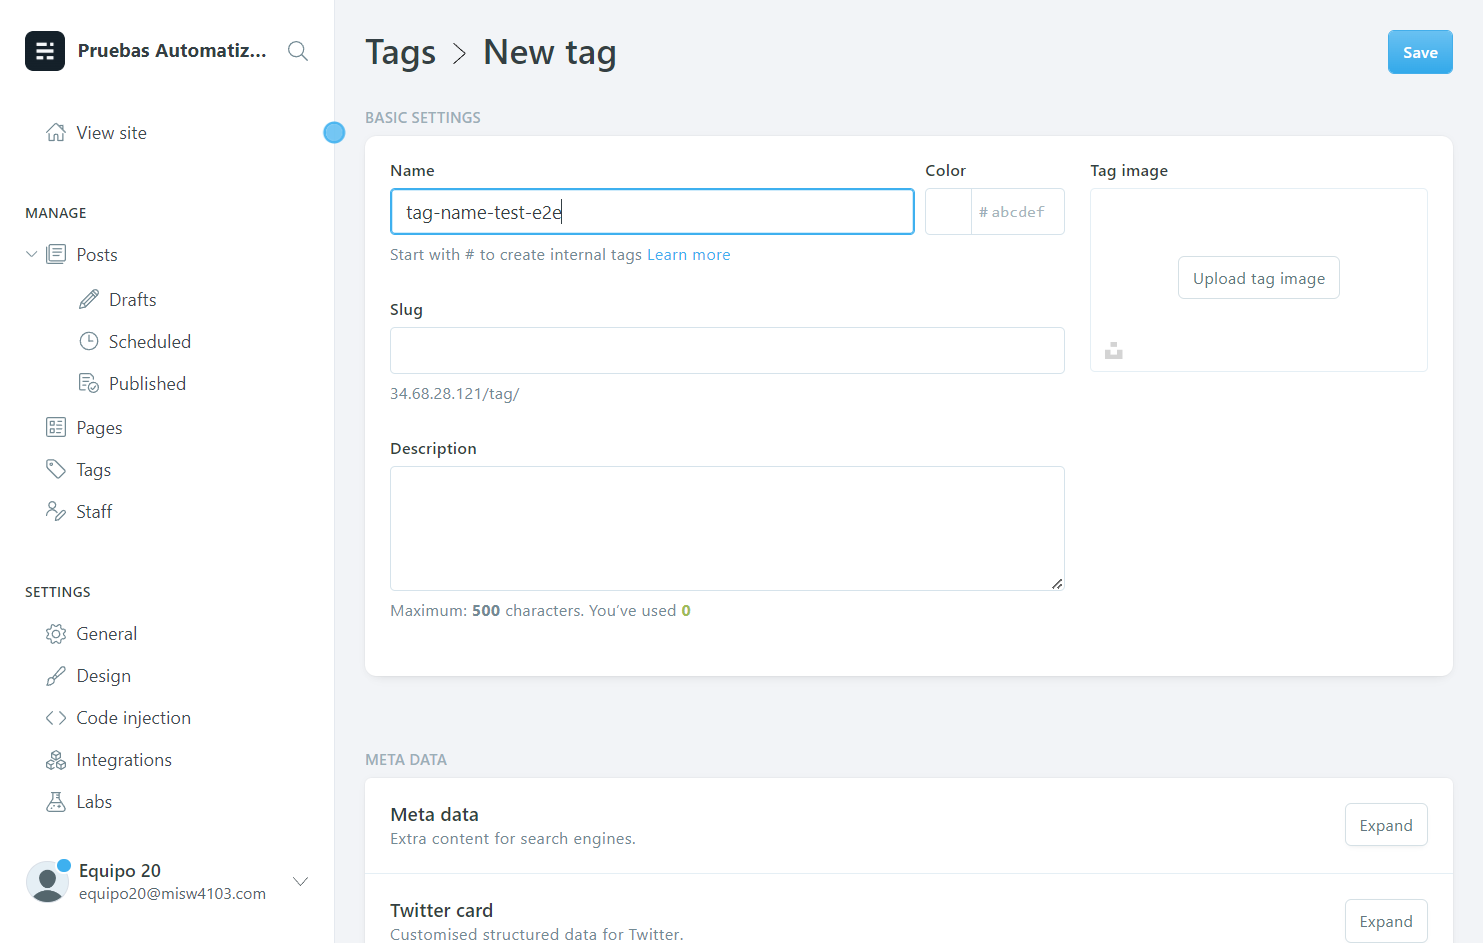 Pruebas Automatiz...
View site
MANAGE
Posts
Drafts
Scheduled
Published
Pages
Tags
Staff
SETTINGS
General
Design
Code injection
Integrations
Labs
Equipo 20
equipo20@misw4103.com
Tags > New tag
Save
BASIC SETTINGS
Name
tag-name-test-e2e
Start with # to create internal tags Learn more
Color
# abcdef
Tag image
Upload tag image
Slug
34.68.28.121/tag/
Description
Maximum: 500 characters. You’ve used 0
META DATA
Meta data
Extra content for search engines.
Expand
Twitter card
Customised structured data for Twitter.
Expand